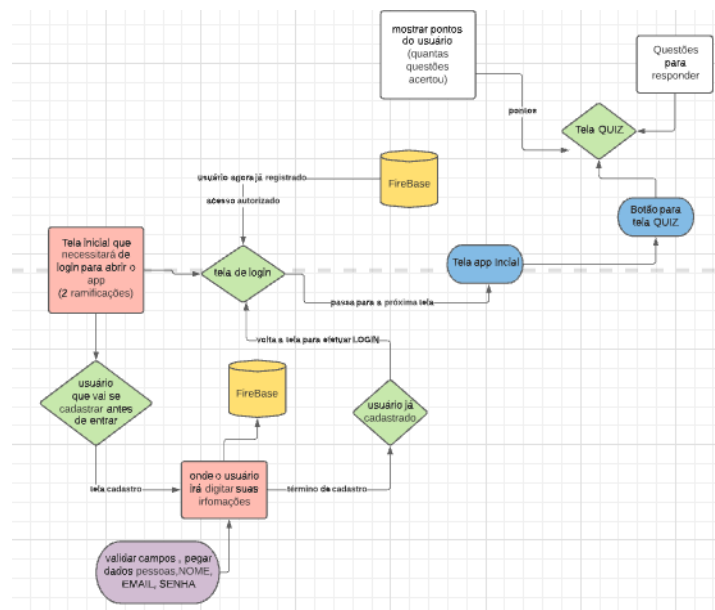 mostrar pontos
do usuário
(quantas
questões
acertou)
Questões
para
responder
pontos
Tela QUIZ
usuário agora já registrado
FireBase
acesso autorizado
Botão para
tela QUIZ
Tela inicial que
necessitará de
login para abrir o
app
(2 ramificações)
tela de login
Tela app Incial
passa para a próxima tela
volta a tela para efetuar LOGIN
usuário
que vai se
cadastrar antes
de entrar
FireBase
usuário já
cadastrado
tela cadastro
onde o usuário
irá digitar suas
irfomações
término de cadastro
validar campos , pegar
dados pessoas,NOME,
EMAIL, SENHA